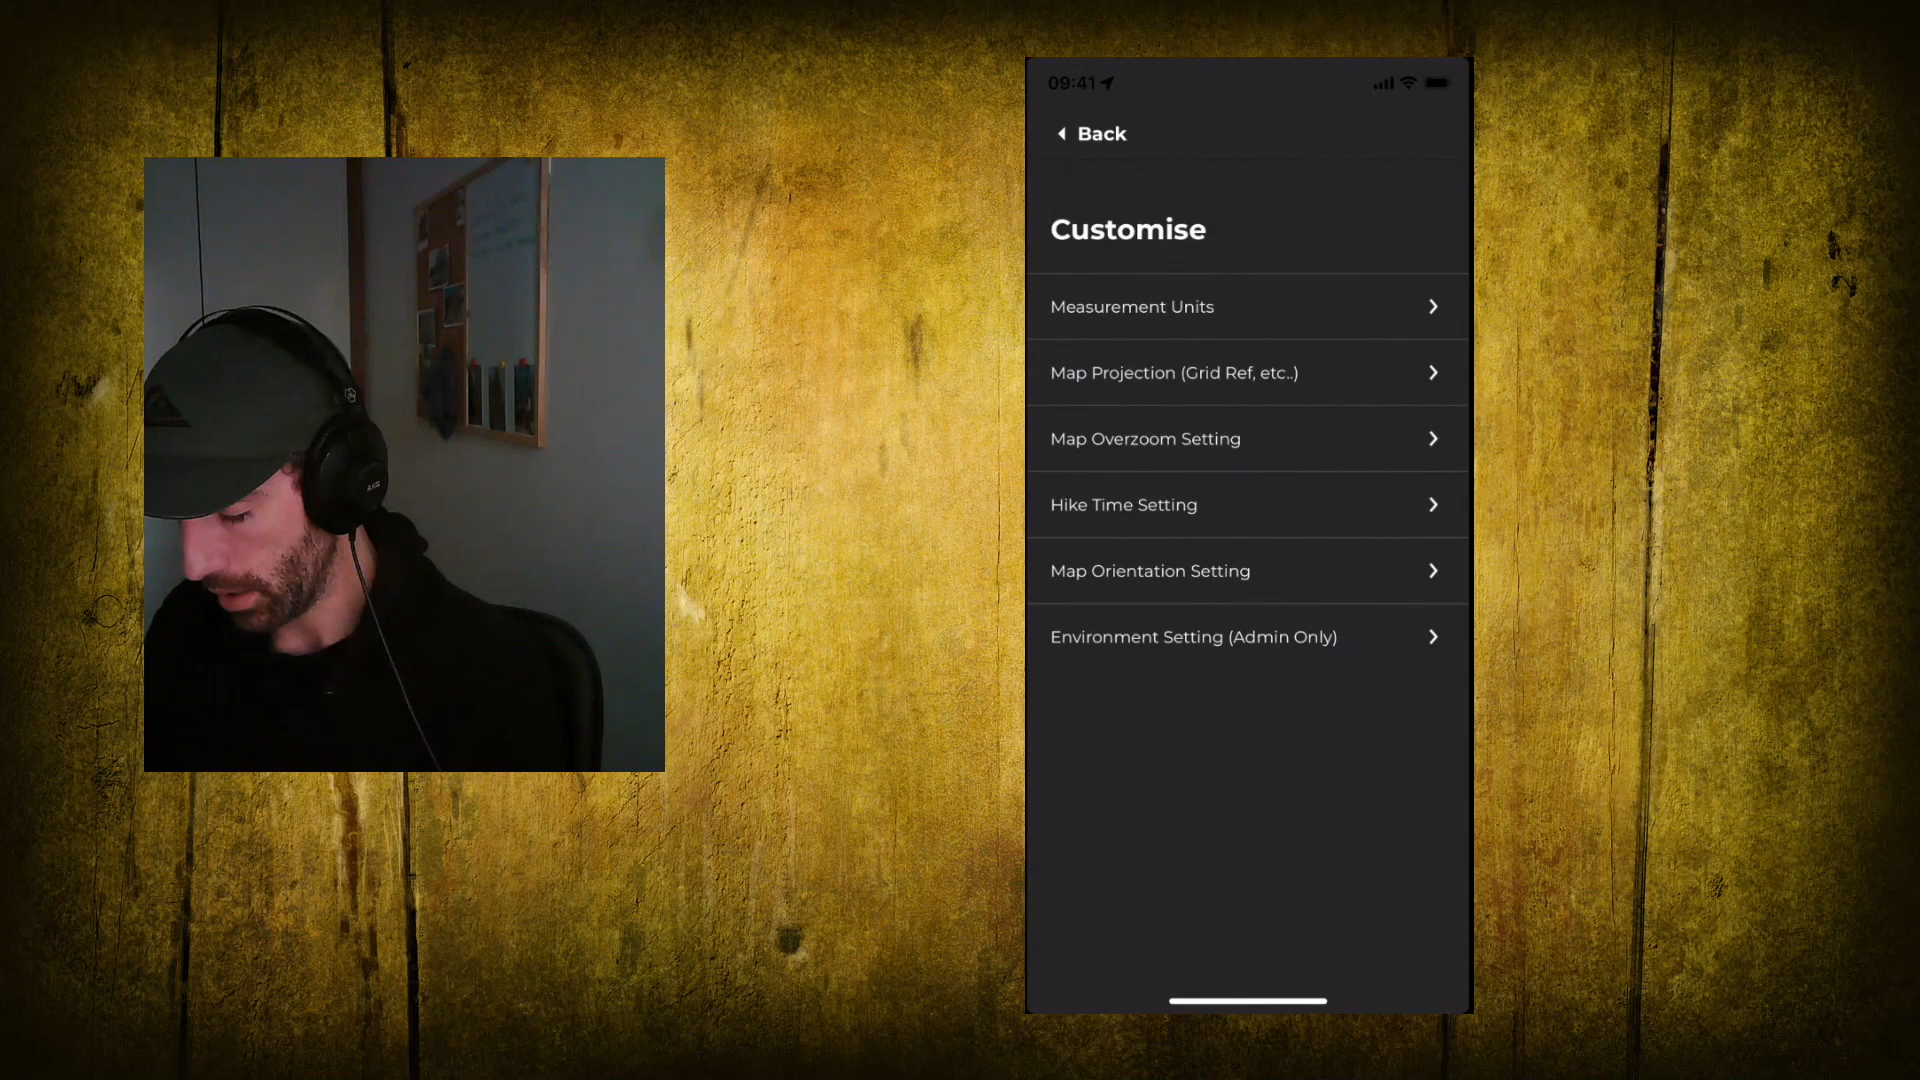 09:41
Back
Customise
Measurement Units
Map Projection (Grid Ref, etc..)
Map Overzoom Setting
Hike Time Setting
Map Orientation Setting
Environment Setting (Admin Only)
AKG